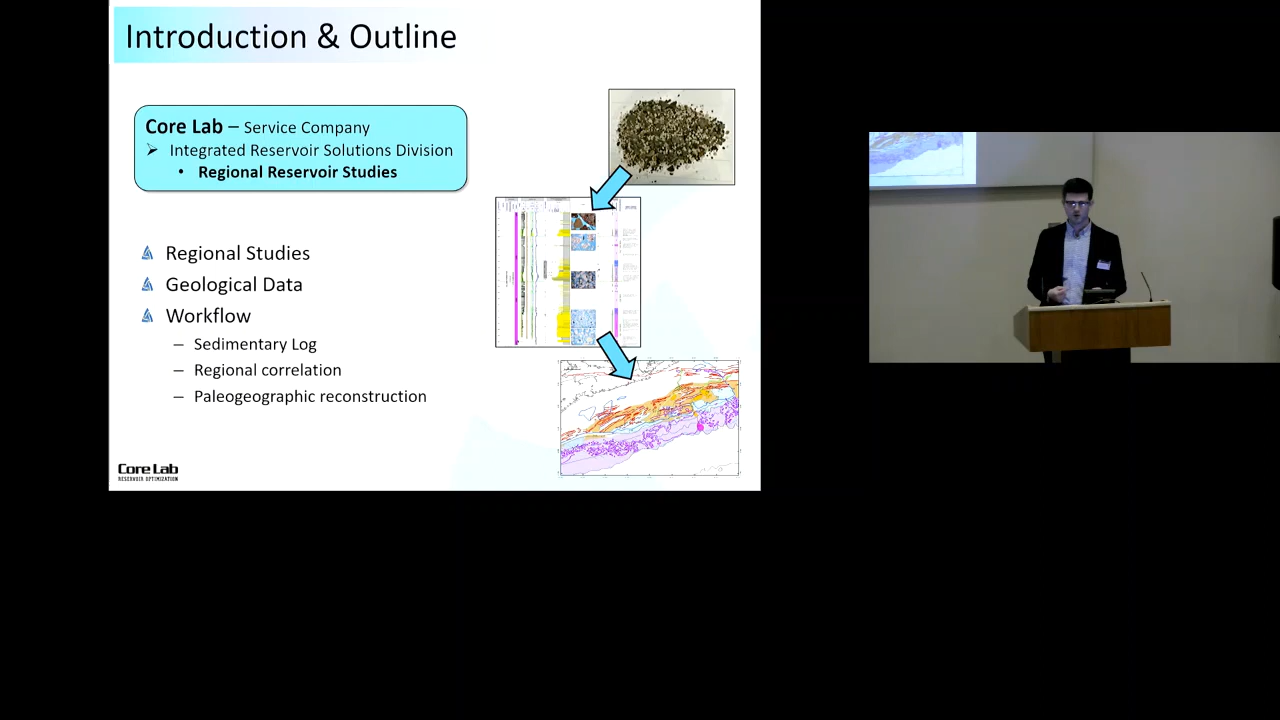 Introduction & Outline
Core Lab – Service Company
Integrated Reservoir Solutions Division
Regional Reservoir Studies
Regional Studies
Geological Data
Workflow
– Sedimentary Log
– Regional correlation
– Paleogeographic reconstruction
Core Lab
RESERVOIR OPTIMIZATION